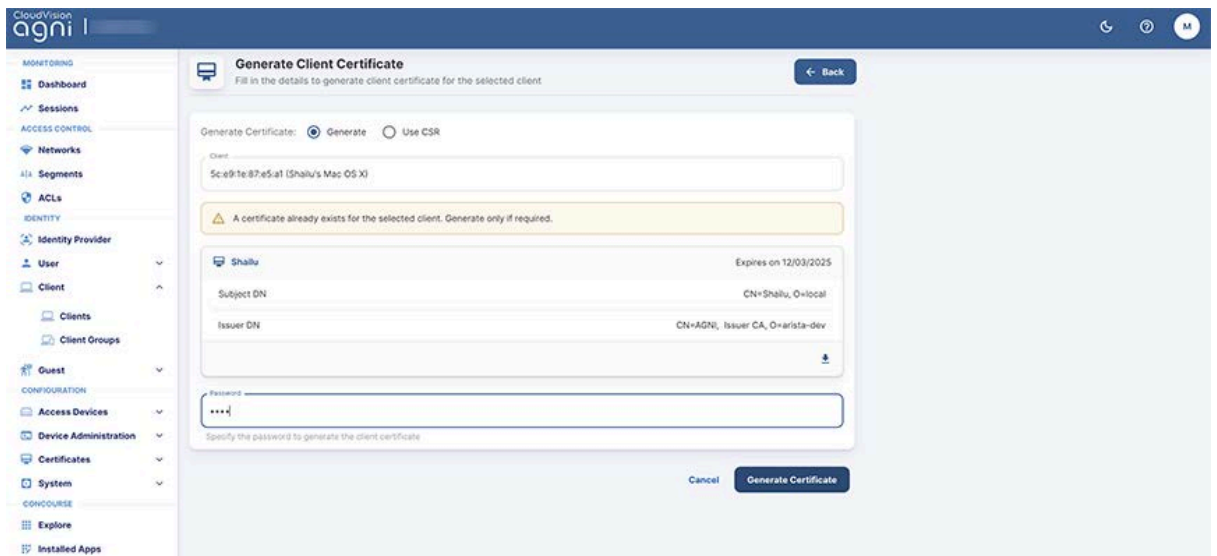 CloudVision
agni
M
MONITORING
Dashboard
Sessions
ACCESS CONTROL
Networks
Segments
ACLs
IDENTITY
Identity Provider
User
Client
Clients
Client Groups
Guest
CONFIGURATION
Access Devices
Device Administration
Certificates
System
CONCOURSE
Explore
Installed Apps
Generate Client Certificate
Fill in the details to generate client certificate for the selected client
Back
Generate Certificate: Generate Use CSR
Client
5c:e9:1e:87:e5:a1 (Shailu's Mac OS X)
A certificate already exists for the selected client. Generate only if required.
Shailu Expires on 12/03/2025
Subject DN CN=Shailu, O=local
Issuer DN CN=AGNI, Issuer CA, O=arista-dev
Password
••••
Specify the password to generate the client certificate
Cancel Generate Certificate